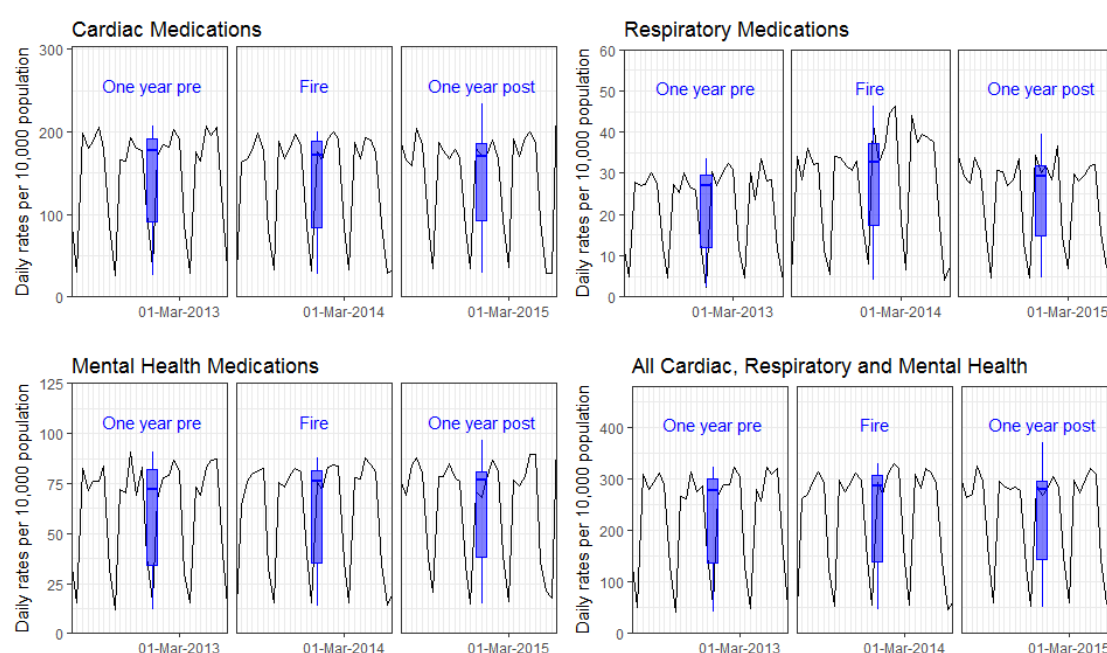 Cardiac Medications
Daily rates per 10,000 population
300
200
100
0
One year pre
Fire
One year post
01-Mar-2013
01-Mar-2014
01-Mar-2015
Respiratory Medications
Daily rates per 10,000 population
60
50
40
30
20
10
0
One year pre
Fire
One year post
01-Mar-2013
01-Mar-2014
01-Mar-2015
Mental Health Medications
Daily rates per 10,000 population
125
100
75
50
25
0
One year pre
Fire
One year post
01-Mar-2013
01-Mar-2014
01-Mar-2015
All Cardiac, Respiratory and Mental Health
Daily rates per 10,000 population
400
300
200
100
0
One year pre
Fire
One year post
01-Mar-2013
01-Mar-2014
01-Mar-2015